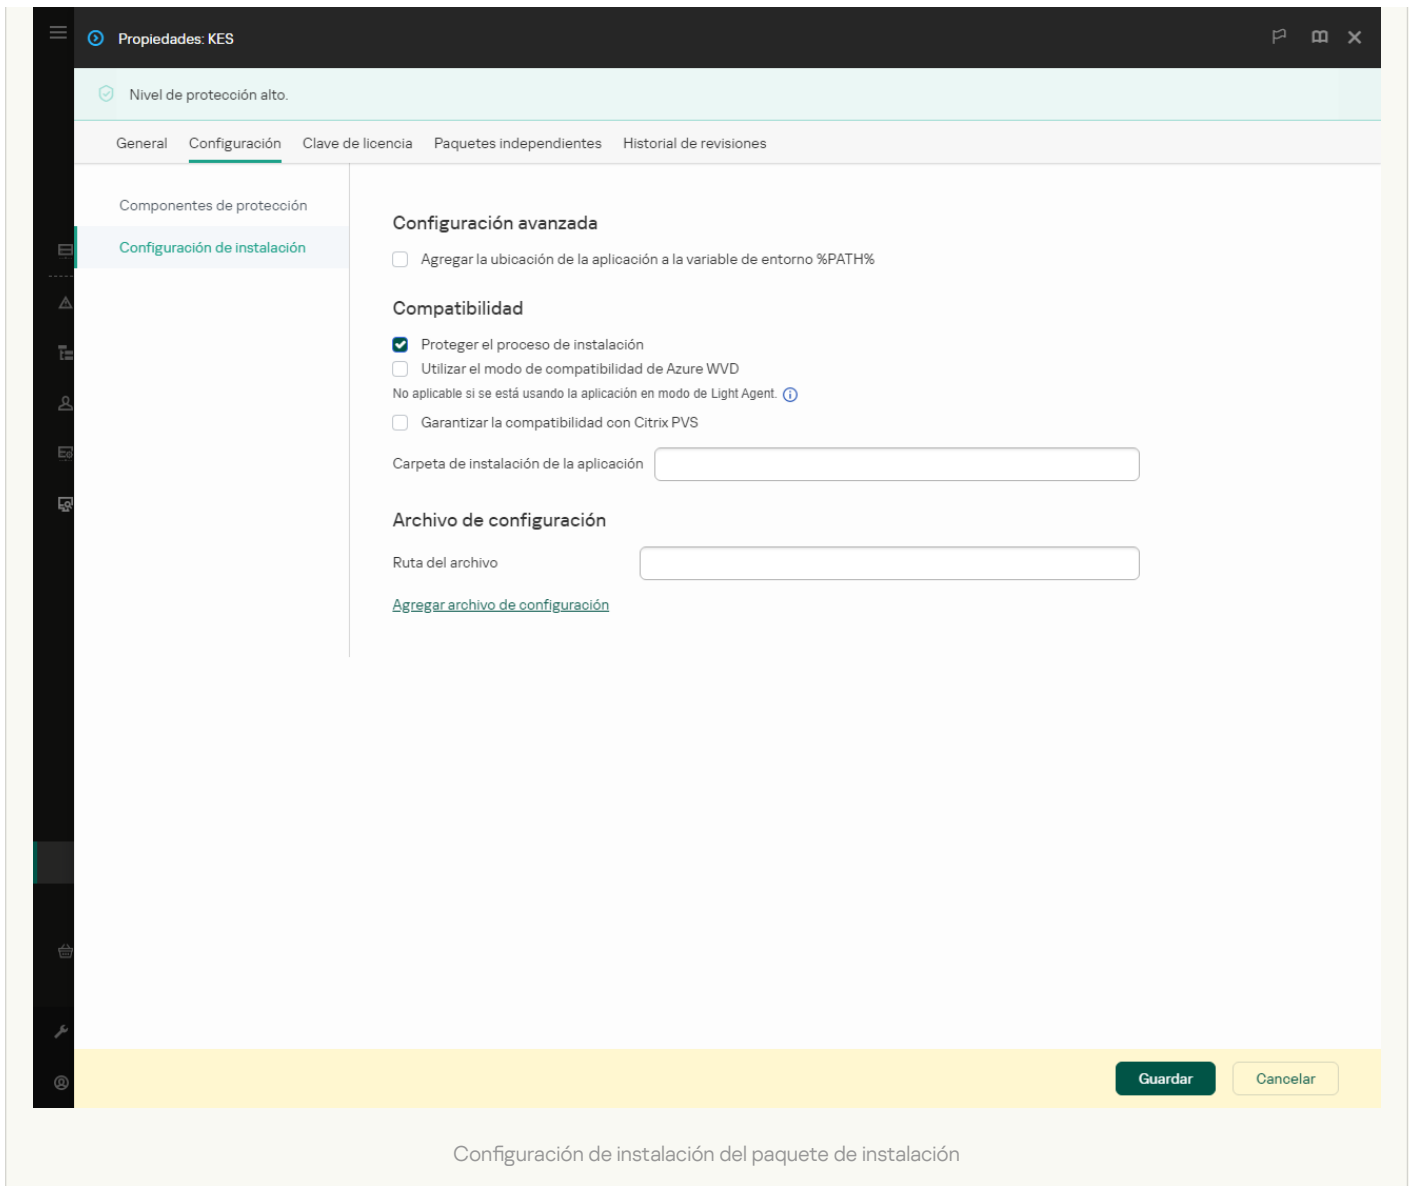 Propiedades: KES
Nivel de protección alto.
General Configuración Clave de licencia Paquetes independientes Historial de revisiones
Componentes de protección
Configuración de instalación
Configuración avanzada
Agregar la ubicación de la aplicación a la variable de entorno %PATH%
Compatibilidad
Proteger el proceso de instalación
Utilizar el modo de compatibilidad de Azure WVD
No aplicable si se está usando la aplicación en modo de Light Agent.
Garantizar la compatibilidad con Citrix PVS
Carpeta de instalación de la aplicación
Archivo de configuración
Ruta del archivo
Agregar archivo de configuración
Guardar Cancelar
Configuración de instalación del paquete de instalación